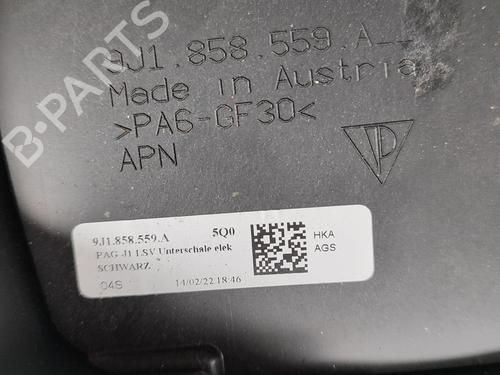 B-PARTS
9J1.858.559.A--
Made in Austria
>PA6-GF30<
APN
9J1.858.559.A 5Q0
PAG-J1 LSV Unterschale elek
SCHWARZ
04S 14/02/22 18:46
HKA
AGS